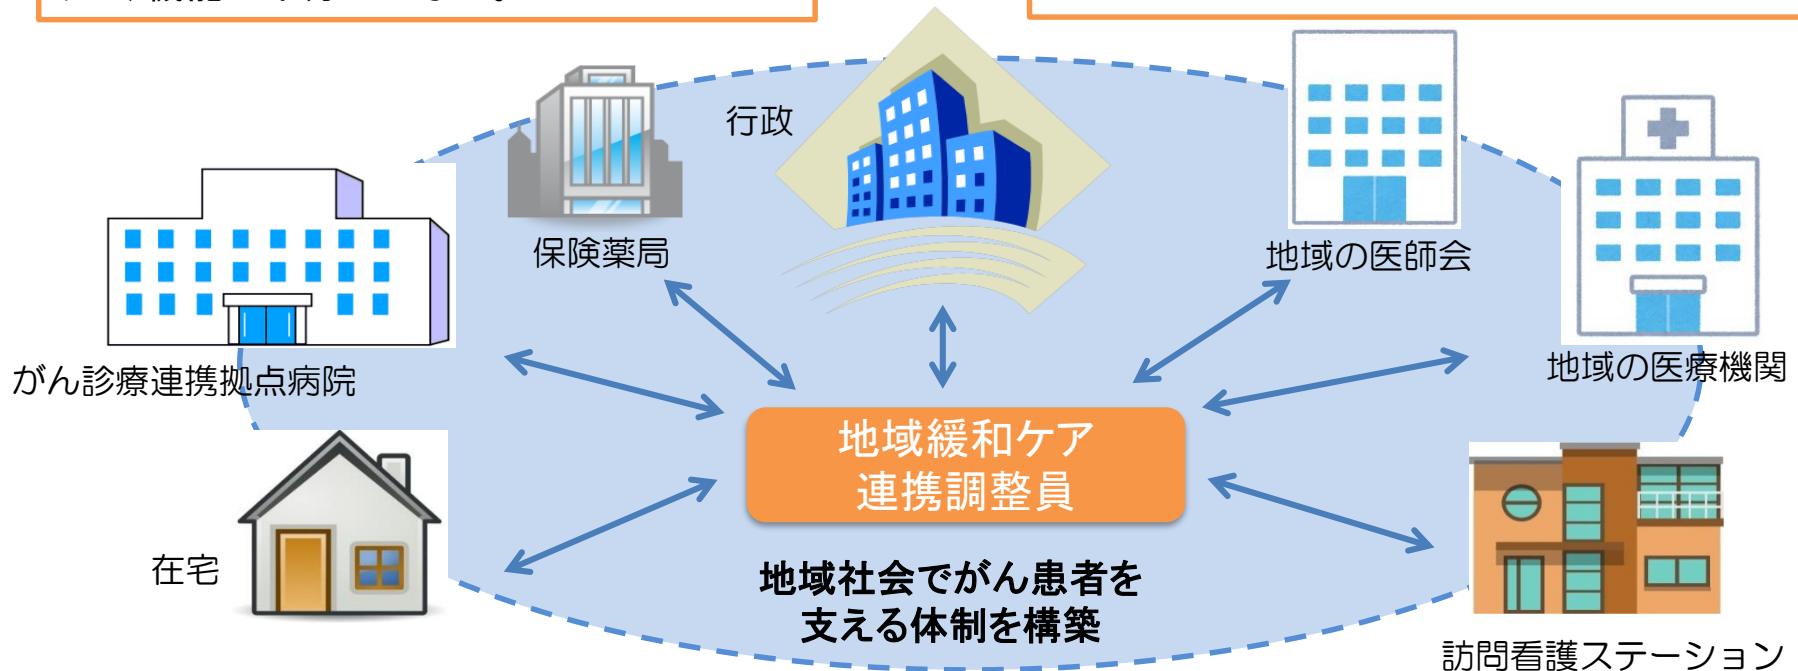 行政
保険薬局
地域の医師会
がん診療連携拠点病院
地域の医療機関
地域緩和ケア
連携調整員
在宅
地域社会でがん患者を
支える体制を構築
訪問看護ステーション